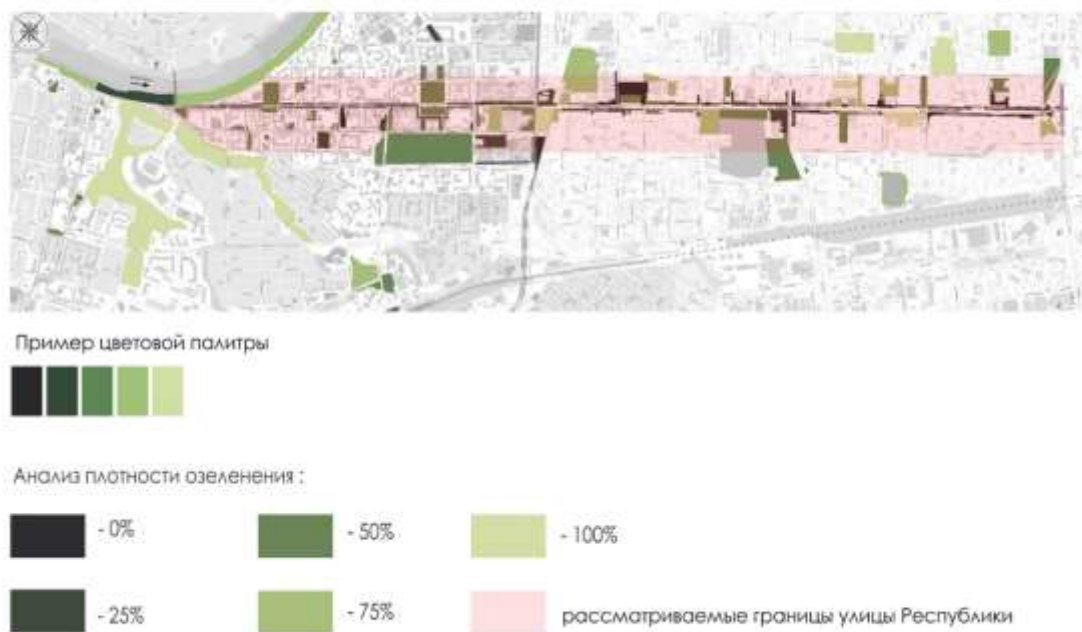 Пример цветовой палитры
Анализ плотности озеленения :
- 0%
- 50%
- 100%
- 25%
- 75%
рассматриваемые границы улицы Республики